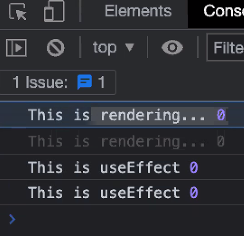 Elements
Cons
top
Filte
1 Issue: 1
This is rendering... 0
This is rendering... 0
This is useEffect 0
This is useEffect 0